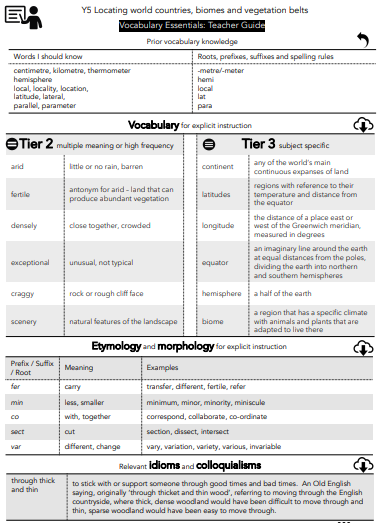 Y5 Locating world countries, biomes and vegetation belts
Vocabulary Essentials: Teacher Guide
Prior vocabulary knowledge
Words I should know
Roots, prefixes, suffixes and spelling rules
centimetre, kilometre, thermometer
hemisphere
local, locality, location,
latitude, lateral,
parallel, parameter
-metre/-meter
hemi
local
lat
para
Vocabulary for explicit instruction
Tier 2 multiple meaning or high frequency
Tier 3 subject specific
arid
little or no rain, barren
fertile
antonym for arid – land that can
produce abundant vegetation
densely
close together, crowded
exceptional
unusual, not typical
craggy
rock or rough cliff face
scenery
natural features of the landscape
continent
any of the world's main
continuous expanses of land
latitudes
regions with reference to their
temperature and distance from
the equator
longitude
the distance of a place east or
west of the Greenwich meridian,
measured in degrees
equator
an imaginary line around the earth
at equal distances from the poles,
dividing the earth into northern
and southern hemispheres
hemisphere
a half of the earth
biome
a region that has a specific climate
with animals and plants that are
adapted to live there
Etymology and morphology for explicit instruction
Prefix / Suffix
/ Root
Meaning
Examples
fer
carry
transfer, different, fertile, refer
min
less, smaller
minimum, minor, minority, miniscule
co
with, together
correspond, collaborate, co-ordinate
sect
cut
section, dissect, intersect
var
different, change
vary, variation, variety, various, invariable
Relevant idioms and colloquialisms
through thick
and thin
to stick with or support someone through good times and bad times. An Old English
saying, originally 'through thicket and thin wood', referring to moving through the English
countryside, where thick, dense woodland would have been difficult to move through and
thin, sparse woodland would have been easy to move through.